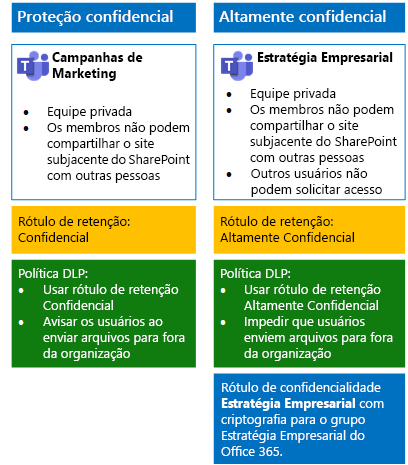 Proteção confidencial
Campanhas de
Marketing
• Equipe privada
• Os membros não podem
compartilhar o site
subjacente do SharePoint
com outras pessoas
Rótulo de retenção:
Confidencial
Política DLP:
• Usar rótulo de retenção
Confidencial
• Avisar os usuários ao
enviar arquivos para fora
da organização
Altamente confidencial
Estratégia Empresarial
• Equipe privada
• Os membros não podem
compartilhar o site
subjacente do SharePoint
com outras pessoas
• Outros usuários não
podem solicitar acesso
Rótulo de retenção:
Altamente Confidencial
Política DLP:
• Usar rótulo de retenção
Altamente Confidencial
• Impedir que usuários
enviem arquivos para fora
da organização
Rótulo de confidencialidade
Estratégia Empresarial com
criptografia para o grupo
Estratégia Empresarial do
Office 365.